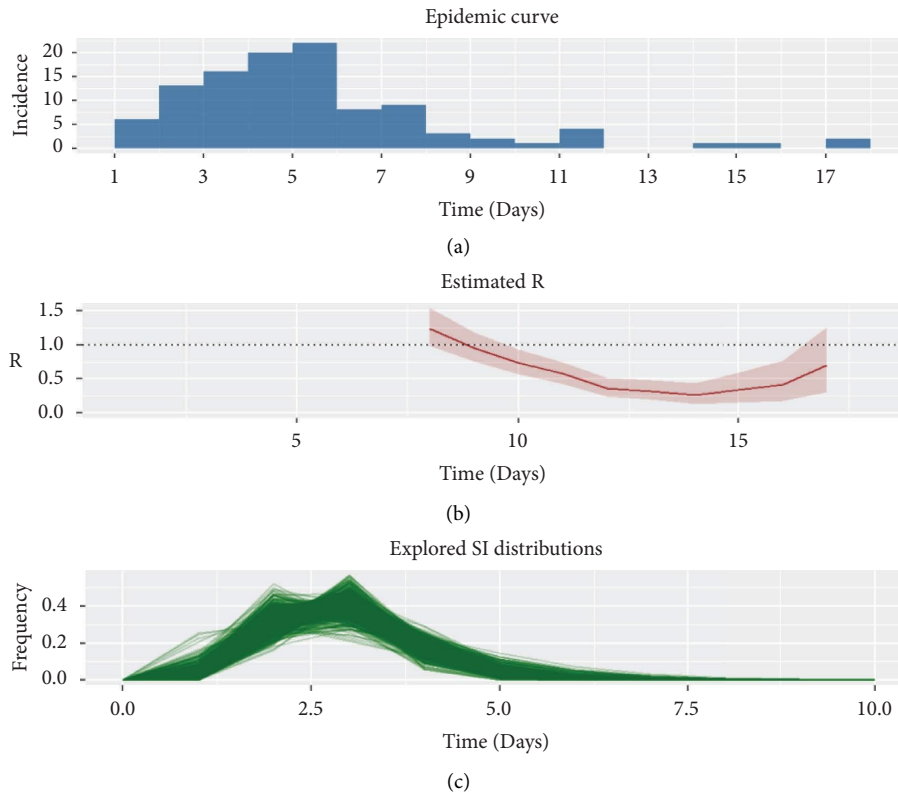 Epidemic curve
20
15
10
5
0
Incidence
1 3 5 7 9 11 13 15 17
Time (Days)
(a)
Estimated R
1.5
1.0
0.5
0.0
R
5 10 15
Time (Days)
(b)
Explored SI distributions
0.4
0.2
0.0
Frequency
0.0 2.5 5.0 7.5 10.0
Time (Days)
(c)